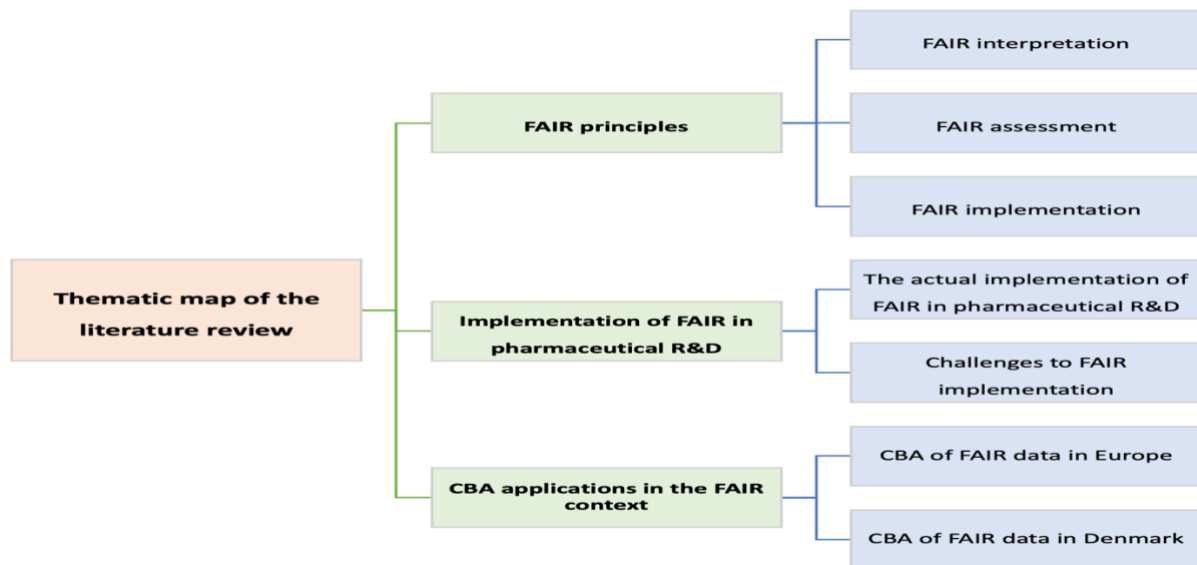 FAIR interpretation
FAIR principles
FAIR assessment
FAIR implementation
Thematic map of the
literature review
Implementation of FAIR in
pharmaceutical R&D
The actual implementation of
FAIR in pharmaceutical R&D
Challenges to FAIR
implementation
CBA applications in the FAIR
context
CBA of FAIR data in Europe
CBA of FAIR data in Denmark